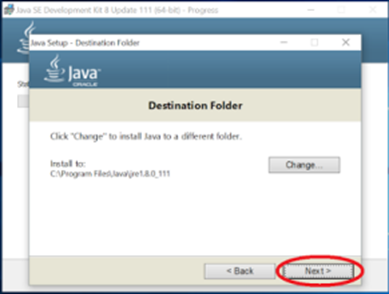 Java SE Development Kit 8 Update 111 (64-bit) - Progress
Java Setup - Destination Folder
Java
ORACLE
Destination Folder
Click "Change" to install Java to a different folder.
Install to:
Change...
C:\Program Files\Java\jre1.8.0_111
< Back
Next >